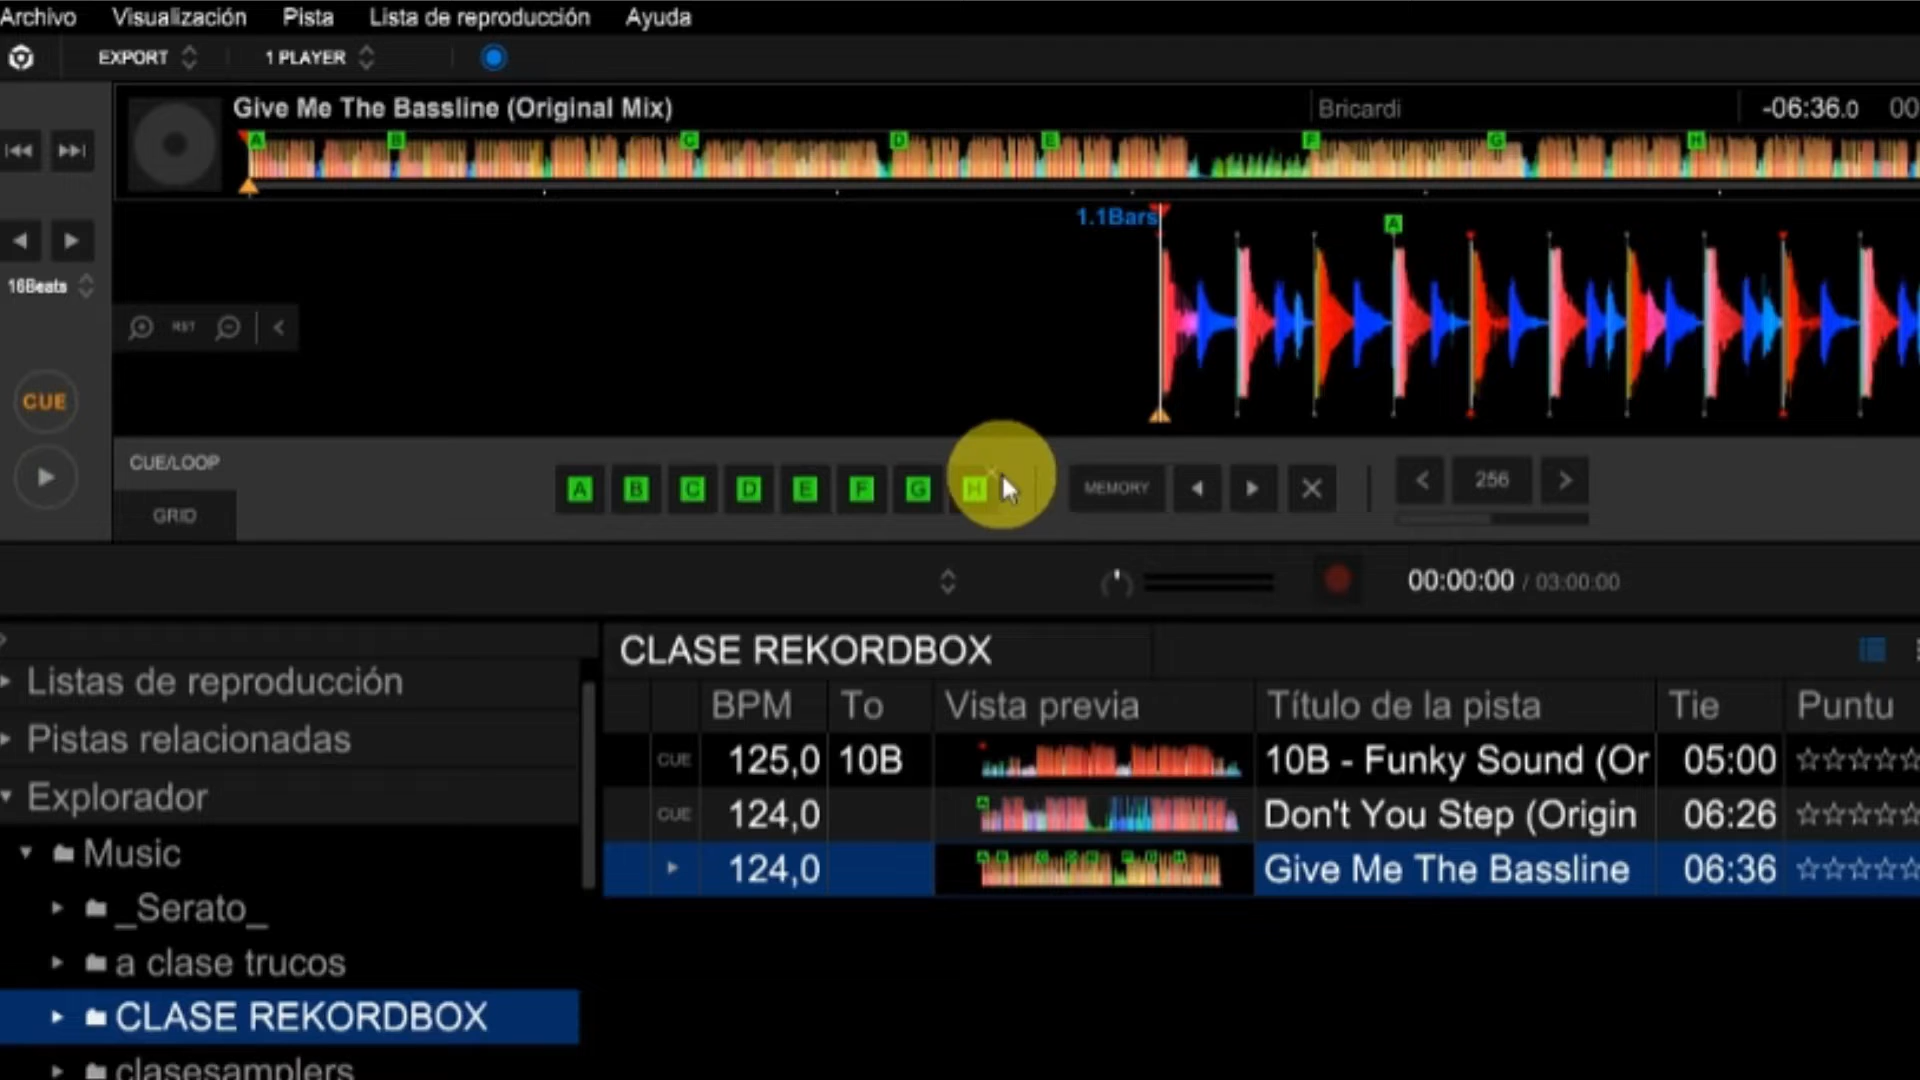 Archivo Visualización Pista Lista de reproducción Ayuda
EXPORT 1 PLAYER
Give Me The Bassline (Original Mix) Bricardi -06:36.0 00
A B C D E F G H
1.1Bars
A
16Beats
RST
CUE
CUE/LOOP
A B C D E F G H MEMORY 256
GRID
00:00:00 / 03:00:00
CLASE REKORDBOX
Listas de reproducción
Pistas relacionadas
Explorador
Music
_Serato_
a clase trucos
CLASE REKORDBOX
clasesamplers
BPM To Vista previa Título de la pista Tie Puntu
CUE 125,0 10B 10B - Funky Sound (Or 05:00
CUE 124,0 A Don't You Step (Origin 06:26
124,0 Give Me The Bassline 06:36